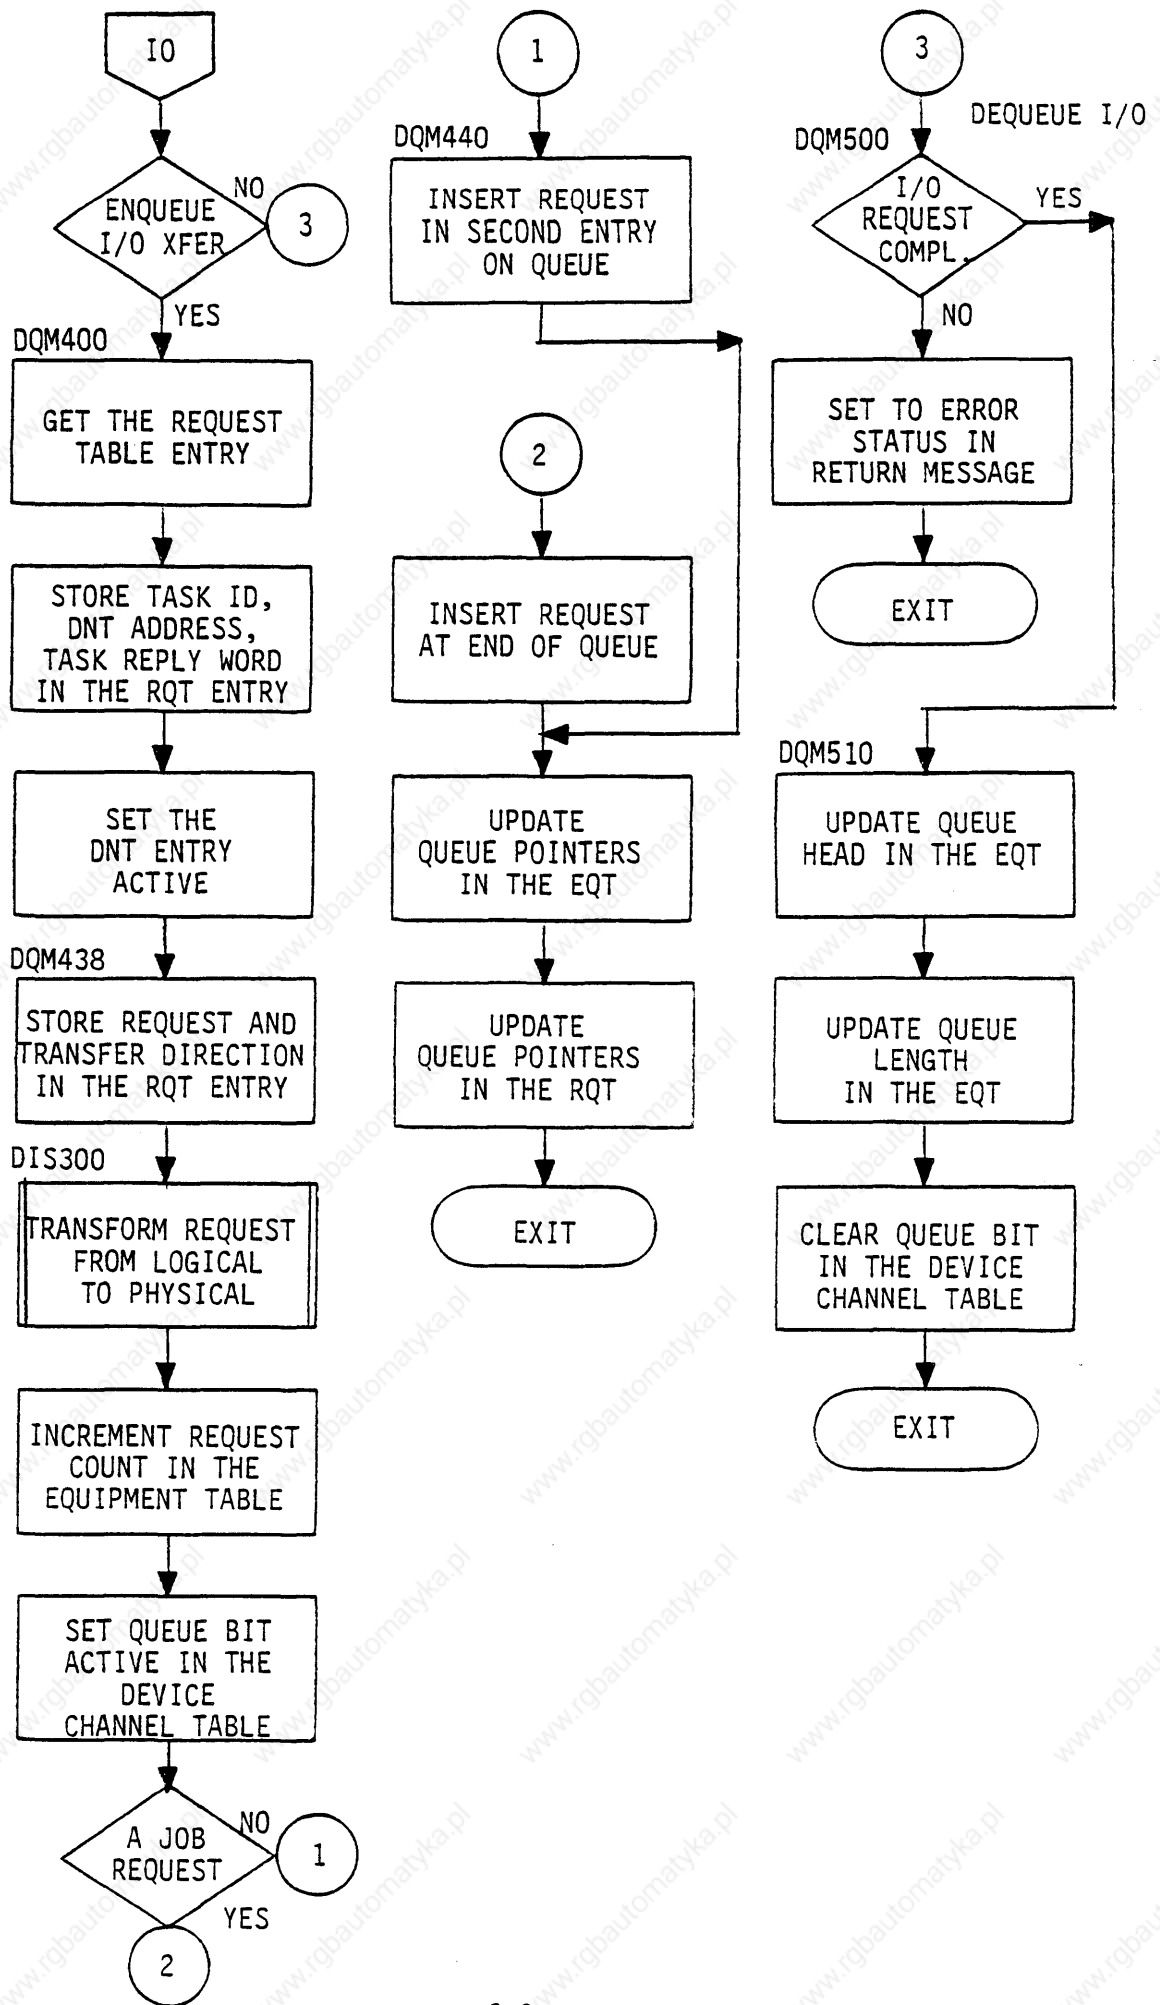 IO
ENQUEUE
I/O XFER
NO
3
YES
DQM400
GET THE REQUEST
TABLE ENTRY
STORE TASK ID,
DNT ADDRESS,
TASK REPLY WORD
IN THE RQT ENTRY
SET THE
DNT ENTRY
ACTIVE
DQM438
STORE REQUEST AND
TRANSFER DIRECTION
IN THE RQT ENTRY
DIS300
TRANSFORM REQUEST
FROM LOGICAL
TO PHYSICAL
INCREMENT REQUEST
COUNT IN THE
EQUIPMENT TABLE
SET QUEUE BIT
ACTIVE IN THE
DEVICE
CHANNEL TABLE
A JOB
REQUEST
NO
1
YES
2
1
DQM440
INSERT REQUEST
IN SECOND ENTRY
ON QUEUE
2
INSERT REQUEST
AT END OF QUEUE
UPDATE
QUEUE POINTERS
IN THE EQT
UPDATE
QUEUE POINTERS
IN THE RQT
EXIT
3
DEQUEUE I/O
DQM500
I/O
REQUEST
COMPL.
YES
NO
SET TO ERROR
STATUS IN
RETURN MESSAGE
EXIT
DQM510
UPDATE QUEUE
HEAD IN THE EQT
UPDATE QUEUE
LENGTH
IN THE EQT
CLEAR QUEUE BIT
IN THE DEVICE
CHANNEL TABLE
EXIT
www.rgbautomatyka.pl